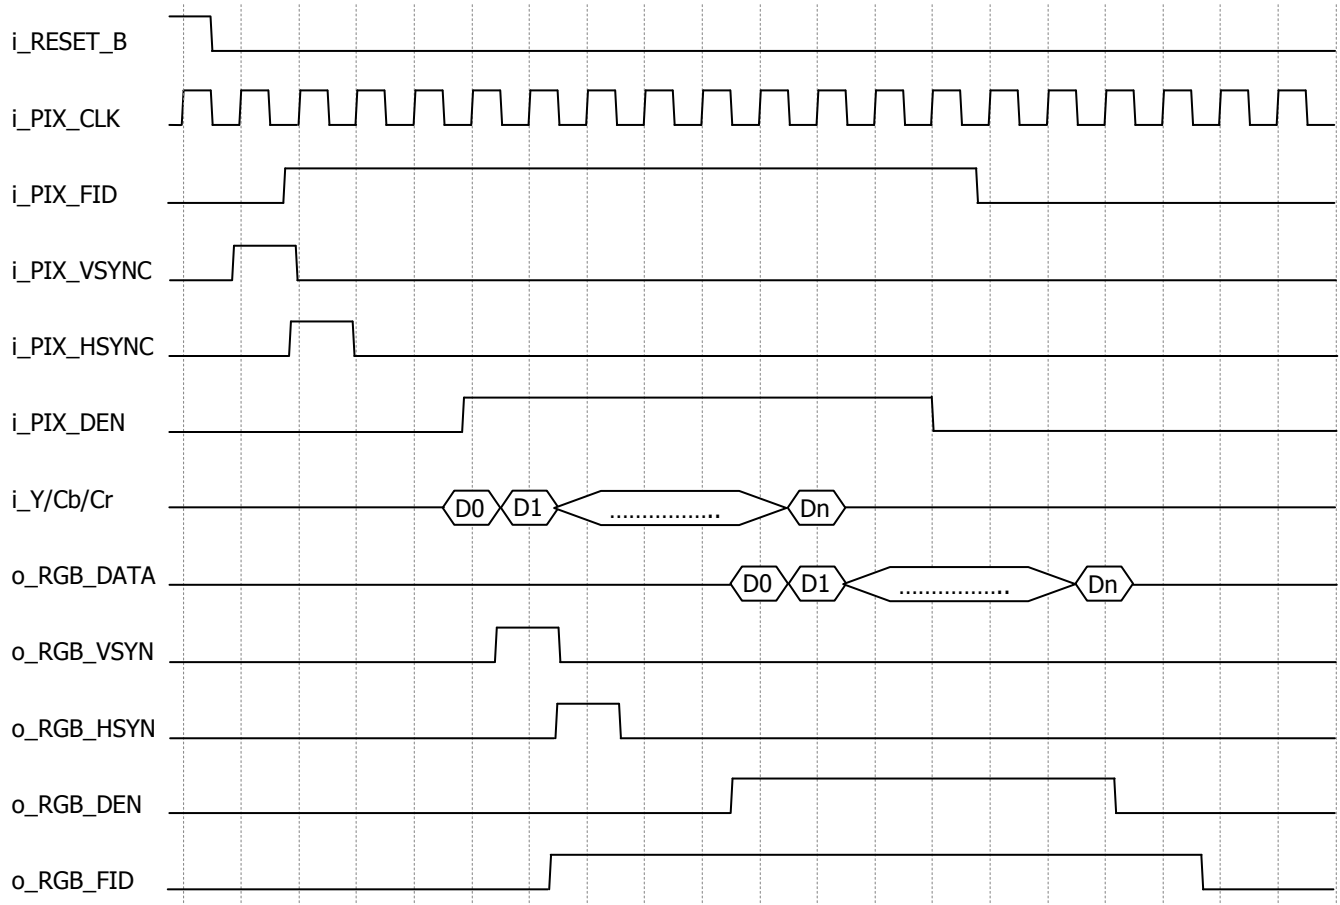 i_RESET_B
i_PIX_CLK
i_PIX_FID
i_PIX_VSYNC
i_PIX_HSYNC
i_PIX_DEN
i_Y/Cb/Cr D0 D1 ................. Dn
o_RGB_DATA D0 D1 ................. Dn
o_RGB_VSYN
o_RGB_HSYN
o_RGB_DEN
o_RGB_FID